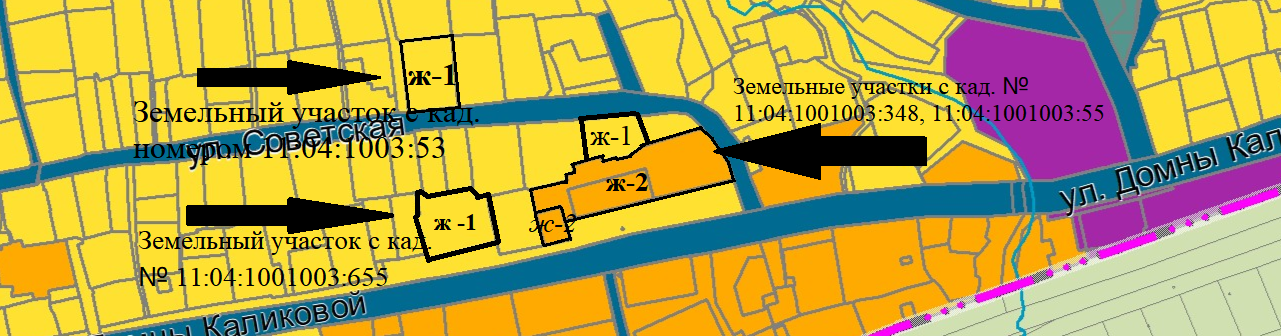 ж-1
Земельный участок с кад.
номером 11:04:1003:53
ул. Советская
Земельные участки с кад. №
11:04:1001003:348, 11:04:1001003:55
ж-1
ж-2
ж-2
ж -1
Земельный участок с кад.
№ 11:04:1001003:655
ул. Домны Кал
мны Каликовой